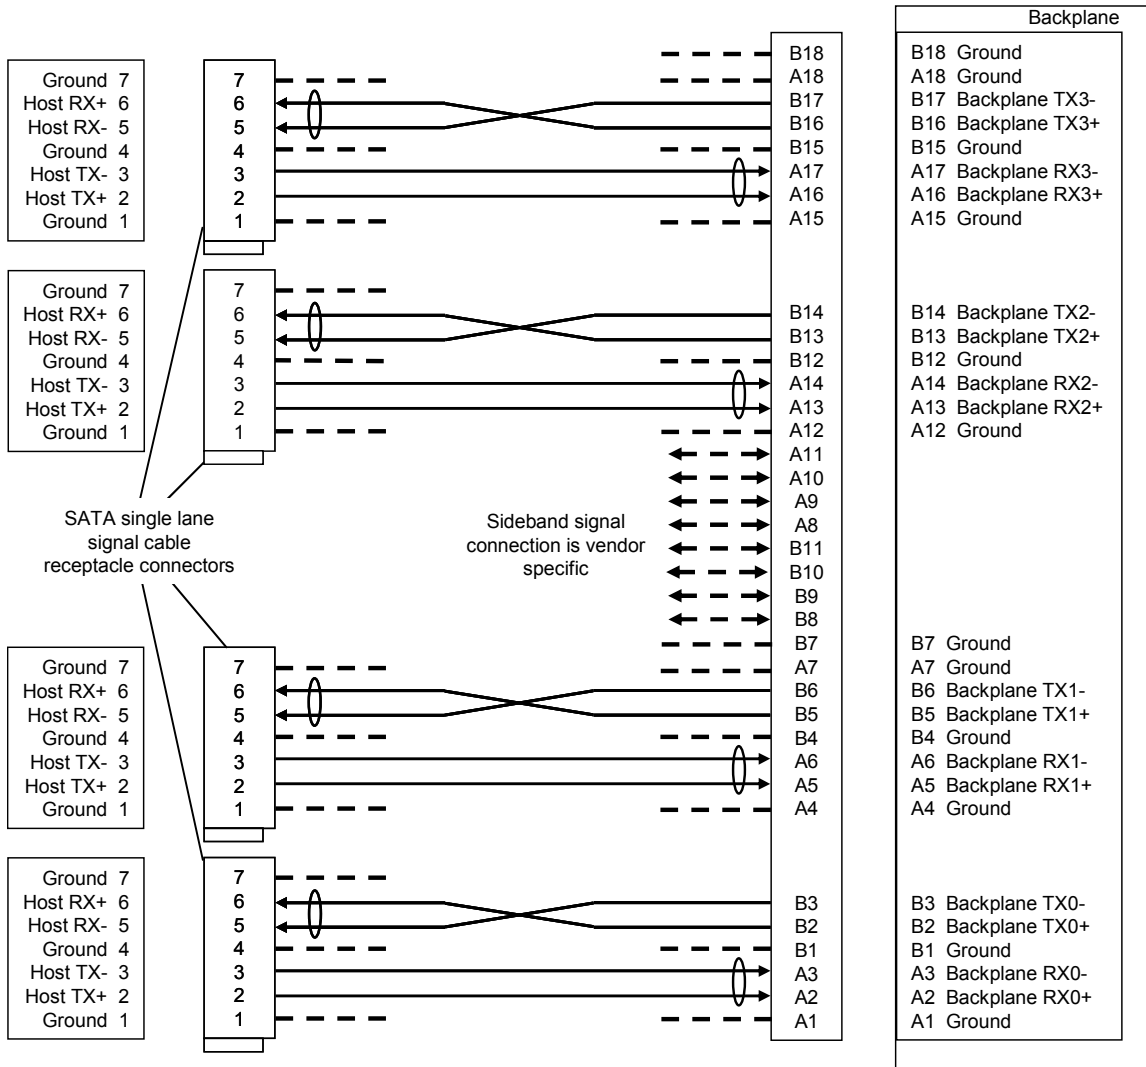 Backplane
B18
B18 Ground
Ground 7
7
A18
A18 Ground
Host RX+ 6
6
B17
B17 Backplane TX3-
Host RX- 5
5
B16
B16 Backplane TX3+
Ground 4
4
B15
B15 Ground
Host TX- 3
3
A17
A17 Backplane RX3-
Host TX+ 2
2
A16
A16 Backplane RX3+
Ground 1
1
A15
A15 Ground
Ground 7
7
Host RX+ 6
6
B14
B14 Backplane TX2-
Host RX- 5
5
B13
B13 Backplane TX2+
Ground 4
4
B12
B12 Ground
Host TX- 3
3
A14
A14 Backplane RX2-
Host TX+ 2
2
A13
A13 Backplane RX2+
Ground 1
1
A12
A12 Ground
A11
A10
A9
A8
B11
B10
B9
B8
SATA single lane
signal cable
receptacle connectors
Sideband signal
connection is vendor
specific
B7
B7 Ground
Ground 7
7
A7
A7 Ground
Host RX+ 6
6
B6
B6 Backplane TX1-
Host RX- 5
5
B5
B5 Backplane TX1+
Ground 4
4
B4
B4 Ground
Host TX- 3
3
A6
A6 Backplane RX1-
Host TX+ 2
2
A5
A5 Backplane RX1+
Ground 1
1
A4
A4 Ground
Ground 7
7
Host RX+ 6
6
B3
B3 Backplane TX0-
Host RX- 5
5
B2
B2 Backplane TX0+
Ground 4
4
B1
B1 Ground
Host TX- 3
3
A3
A3 Backplane RX0-
Host TX+ 2
2
A2
A2 Backplane RX0+
Ground 1
1
A1
A1 Ground